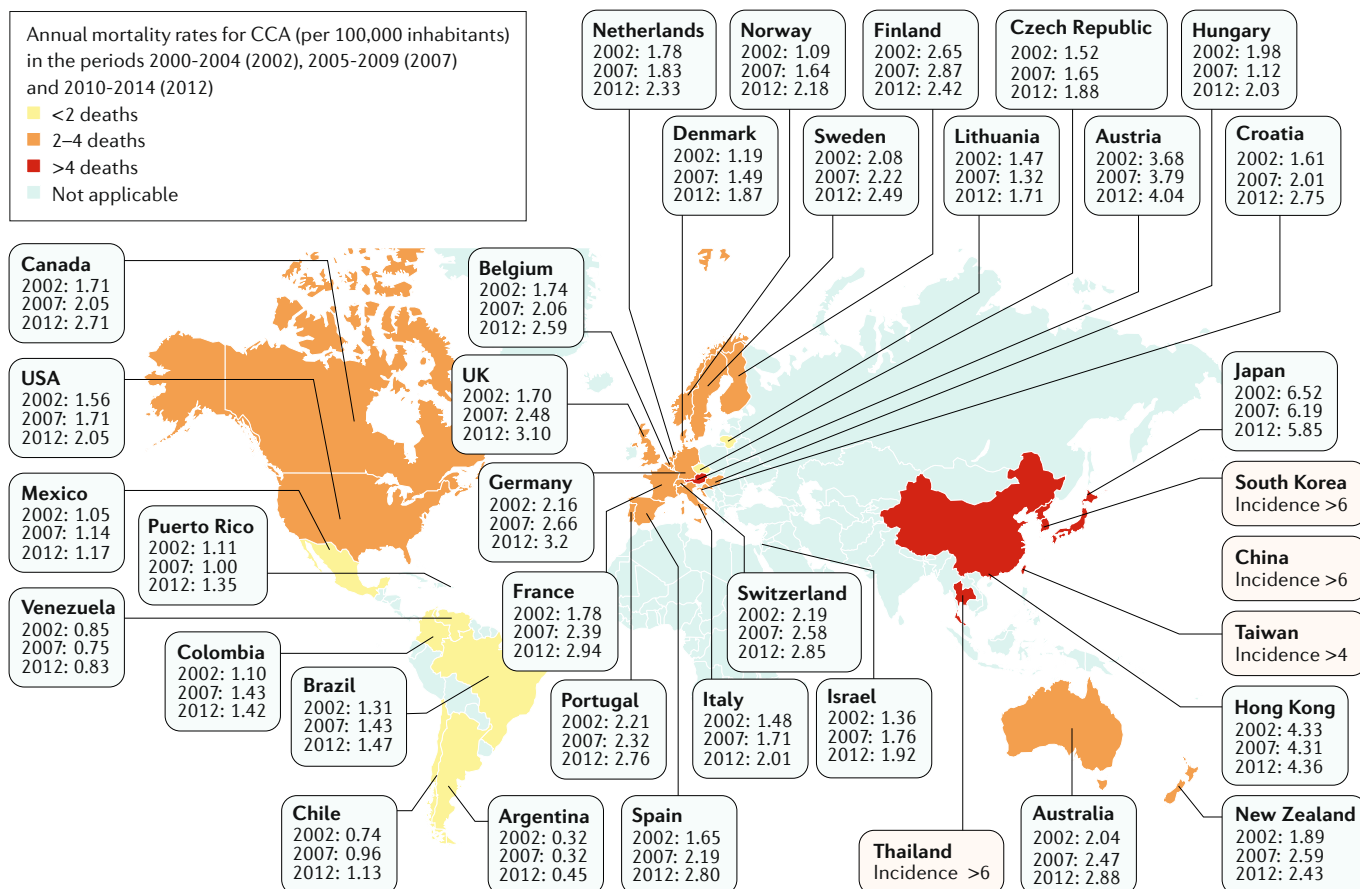 Annual mortality rates for CCA (per 100,000 inhabitants)
in the periods 2000-2004 (2002), 2005-2009 (2007)
and 2010-2014 (2012)
<2 deaths
2–4 deaths
>4 deaths
Not applicable
Netherlands
2002: 1.78
2007: 1.83
2012: 2.33
Norway
2002: 1.09
2007: 1.64
2012: 2.18
Finland
2002: 2.65
2007: 2.87
2012: 2.42
Czech Republic
2002: 1.52
2007: 1.65
2012: 1.88
Hungary
2002: 1.98
2007: 1.12
2012: 2.03
Denmark
2002: 1.19
2007: 1.49
2012: 1.87
Sweden
2002: 2.08
2007: 2.22
2012: 2.49
Lithuania
2002: 1.47
2007: 1.32
2012: 1.71
Austria
2002: 3.68
2007: 3.79
2012: 4.04
Croatia
2002: 1.61
2007: 2.01
2012: 2.75
Canada
2002: 1.71
2007: 2.05
2012: 2.71
Belgium
2002: 1.74
2007: 2.06
2012: 2.59
USA
2002: 1.56
2007: 1.71
2012: 2.05
UK
2002: 1.70
2007: 2.48
2012: 3.10
Japan
2002: 6.52
2007: 6.19
2012: 5.85
Mexico
2002: 1.05
2007: 1.14
2012: 1.17
Puerto Rico
2002: 1.11
2007: 1.00
2012: 1.35
Germany
2002: 2.16
2007: 2.66
2012: 3.2
South Korea
Incidence >6
China
Incidence >6
Venezuela
2002: 0.85
2007: 0.75
2012: 0.83
France
2002: 1.78
2007: 2.39
2012: 2.94
Switzerland
2002: 2.19
2007: 2.58
2012: 2.85
Taiwan
Incidence >4
Colombia
2002: 1.10
2007: 1.43
2012: 1.42
Brazil
2002: 1.31
2007: 1.43
2012: 1.47
Portugal
2002: 2.21
2007: 2.32
2012: 2.76
Italy
2002: 1.48
2007: 1.71
2012: 2.01
Israel
2002: 1.36
2007: 1.76
2012: 1.92
Hong Kong
2002: 4.33
2007: 4.31
2012: 4.36
Chile
2002: 0.74
2007: 0.96
2012: 1.13
Argentina
2002: 0.32
2007: 0.32
2012: 0.45
Spain
2002: 1.65
2007: 2.19
2012: 2.80
Thailand
Incidence >6
Australia
2002: 2.04
2007: 2.47
2012: 2.88
New Zealand
2002: 1.89
2007: 2.59
2012: 2.43